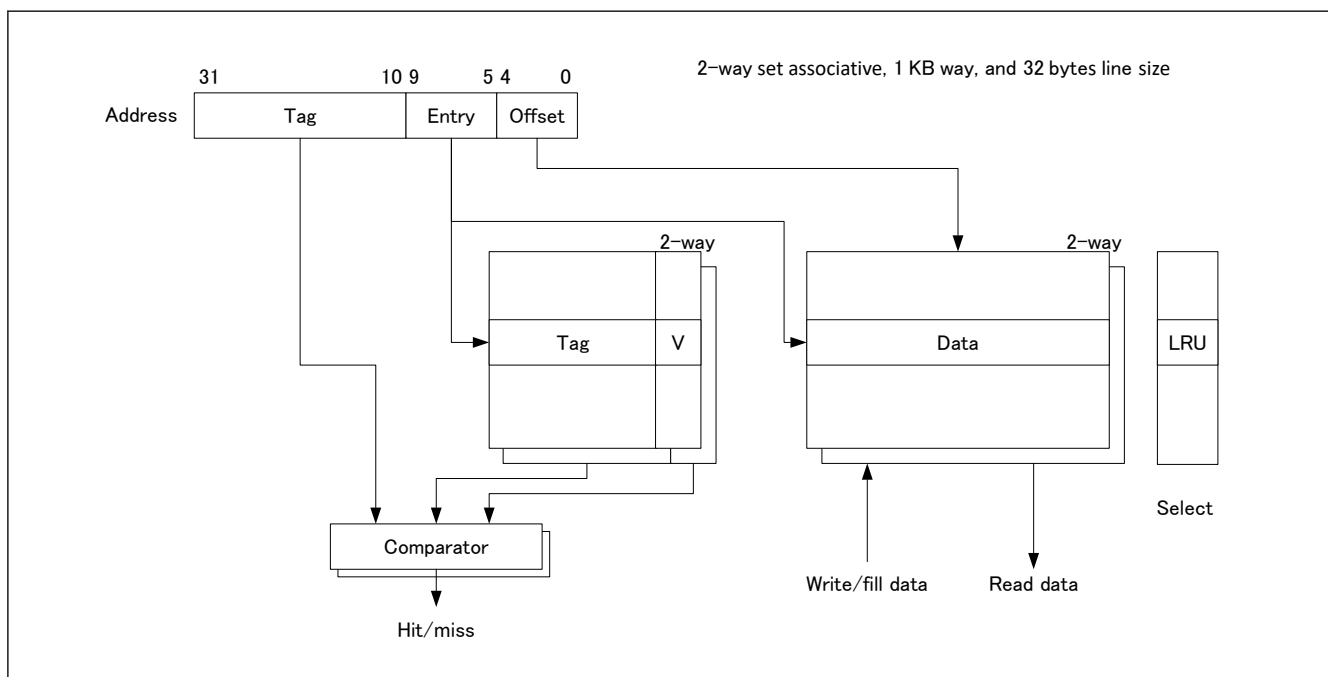 31 10 9 5 4 0
2-way set associative, 1 KB way, and 32 bytes line size
Address Tag Entry Offset
2-way 2-way
Tag V Data LRU
Select
Comparator
Write/fill data Read data
Hit/miss